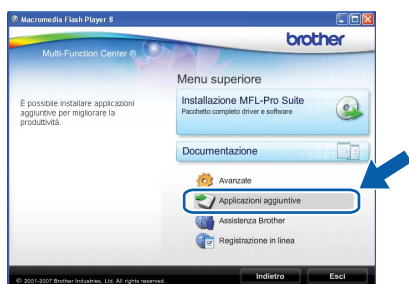 Macromedia Flash Player 8
brother
Multi-Function Center ®
Menu superiore
È possibile installare applicazioni
aggiuntive per migliorare la
produttività.
Installazione MFL-Pro Suite
Pacchetto completo driver e software
Documentazione
Avanzate
Applicazioni aggiuntive
Assistenza Brother
Registrazione in linea
© 2001-2007 Brother Industries, Ltd. All rights reserved.
Indietro
Esci